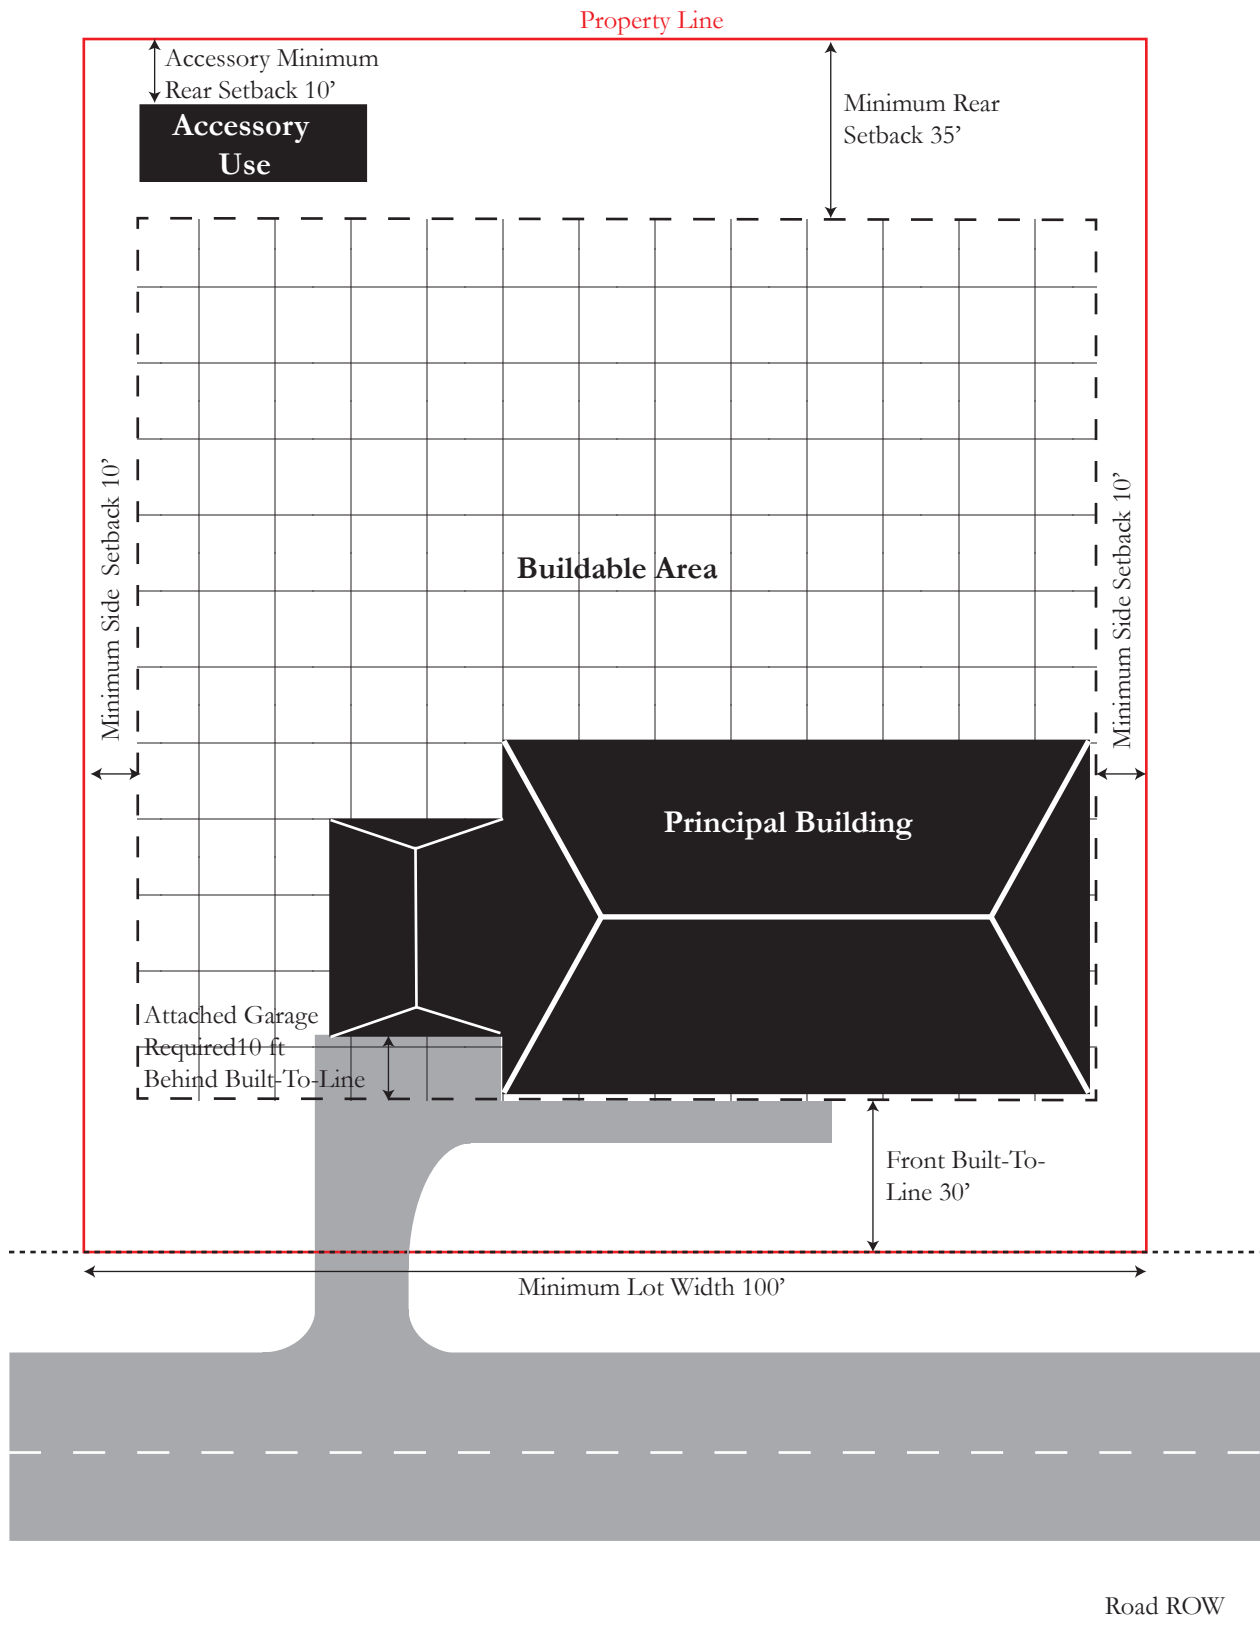 Property Line
Accessory Minimum
Rear Setback 10’
Accessory
Use
Minimum Rear
Setback 35’
Minimum Side  Setback 10’
Buildable Area
Minimum Side Setback 10’
Principal Building
Attached Garage
Required10 ft
Behind Built-To-Line
Front Built-To-
Line 30’
Minimum Lot Width 100’
Road ROW